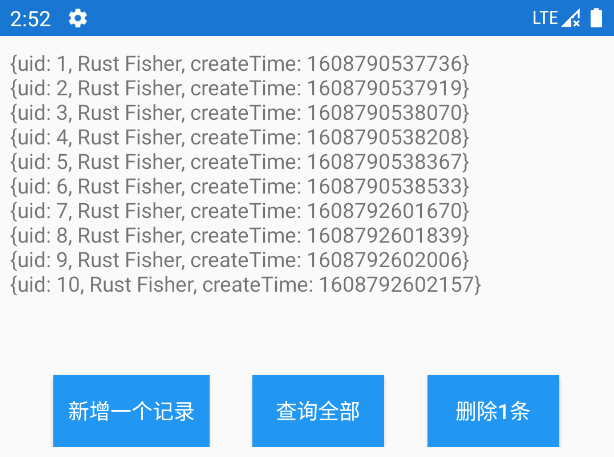 2:52 LTE
{uid: 1, Rust Fisher, createTime: 1608790537736}
{uid: 2, Rust Fisher, createTime: 1608790537919}
{uid: 3, Rust Fisher, createTime: 1608790538070}
{uid: 4, Rust Fisher, createTime: 1608790538208}
{uid: 5, Rust Fisher, createTime: 1608790538367}
{uid: 6, Rust Fisher, createTime: 1608790538533}
{uid: 7, Rust Fisher, createTime: 1608792601670}
{uid: 8, Rust Fisher, createTime: 1608792601839}
{uid: 9, Rust Fisher, createTime: 1608792602006}
{uid: 10, Rust Fisher, createTime: 1608792602157}
新增一个记录 查询全部 删除1条